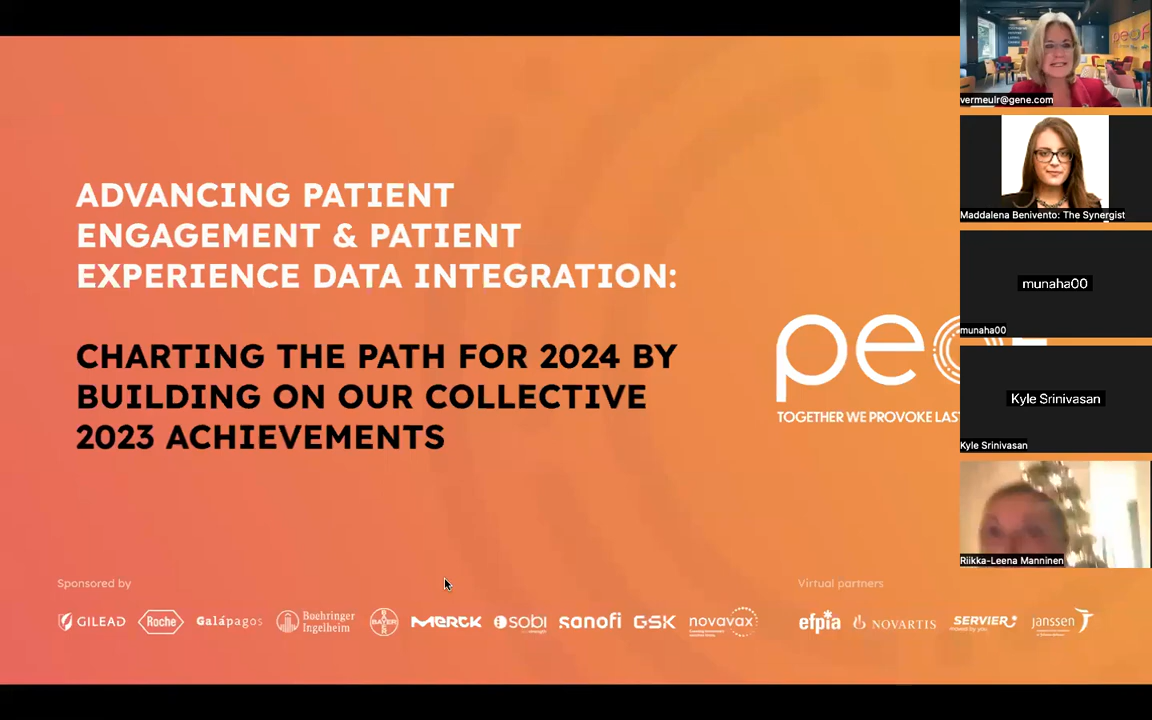 ADVANCING PATIENT
ENGAGEMENT & PATIENT
EXPERIENCE DATA INTEGRATION:
CHARTING THE PATH FOR 2024 BY
BUILDING ON OUR COLLECTIVE
2023 ACHIEVEMENTS
TOGETHER WE PROVOKE LAS
Sponsored by
GILEAD
Roche
Galápagos
Boehringer
Ingelheim
BAYER
MERCK
sobi
sanofi
GSK
novavax
Virtual partners
efpia
NOVARTIS
SERVIER
moved by you
janssen
vermeulr@gene.com
Maddalena Benivento: The Synergist
munaha00
munaha00
Kyle Srinivasan
Kyle Srinivasan
Riikka-Leena Manninen